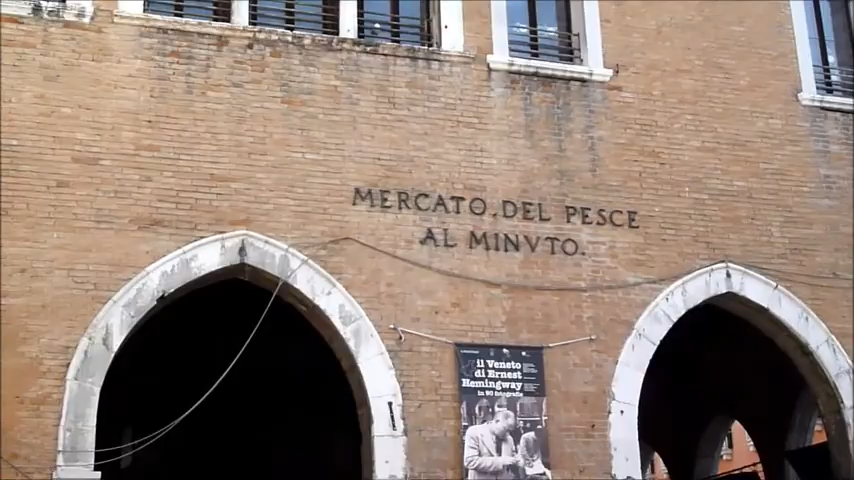 MERCATO DEL PESCE
AL MINVTO
il Veneto
di Ernest
Hemingway
in 90 fotografie